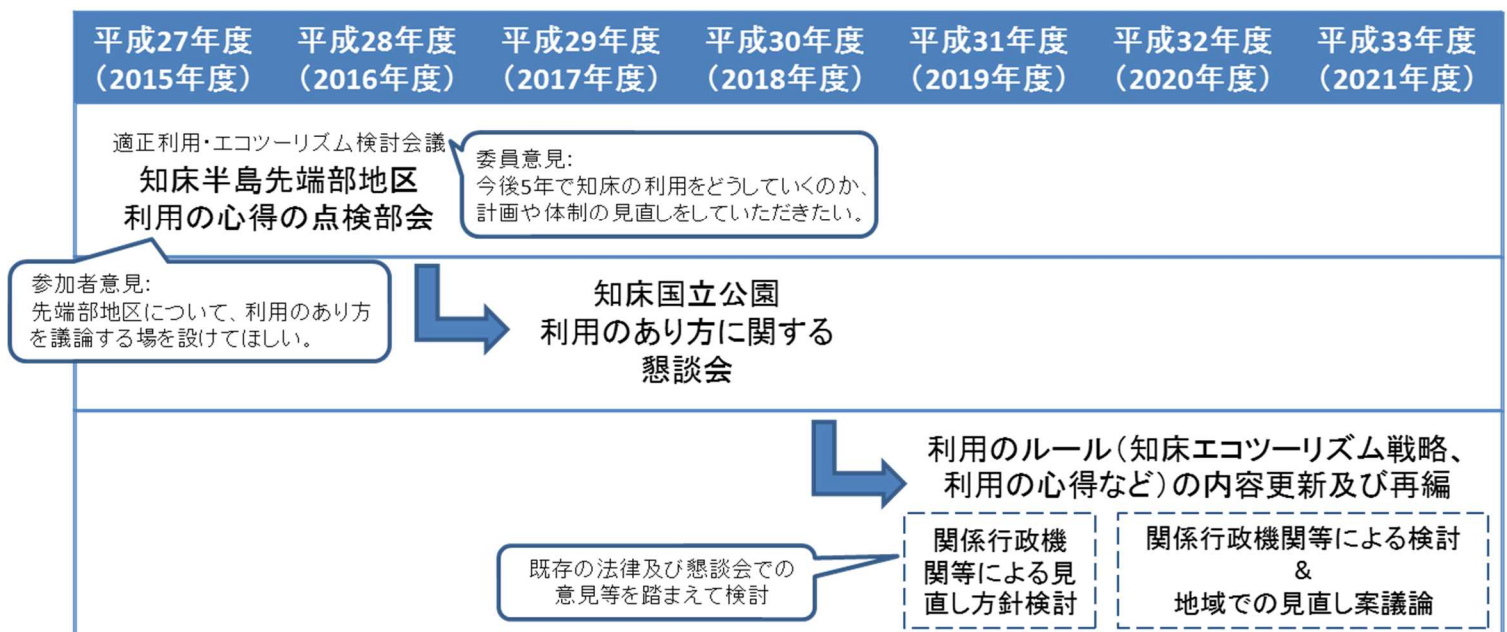 平成27年度 平成28年度 平成29年度 平成30年度 平成31年度 平成32年度 平成33年度
(2015年度) (2016年度) (2017年度) (2018年度) (2019年度) (2020年度) (2021年度)
適正利用・エコツーリズム検討会議
知床半島先端部地区
利用の心得の点検部会
委員意見:
今後5年で知床の利用をどうしていくのか、
計画や体制の見直しをしていただきたい。
参加者意見:
先端部地区について、利用のあり方
を議論する場を設けてほしい。
知床国立公園
利用のあり方に関する
懇談会
利用のルール(知床エコツーリズム戦略、
利用の心得など)の内容更新及び再編
既存の法律及び懇談会での
意見等を踏まえて検討
関係行政機
関等による見
直し方針検討
関係行政機関等による検討
&
地域での見直し案議論